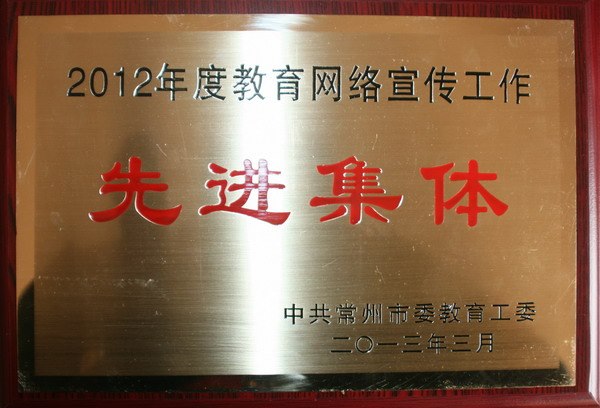 2012年度教育网络宣传工作
先进集体
中共常州市委教育工委
二〇一三年三月